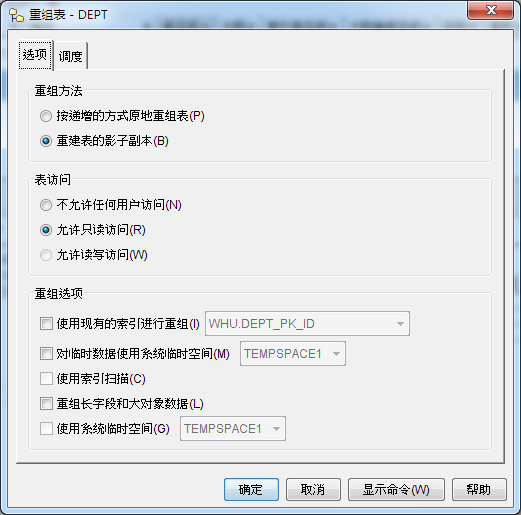 重组表 - DEPT
选项 调度
重组方法
按递增的方式原地重组表(P)
重建表的影子副本(B)
表访问
不允许任何用户访问(N)
允许只读访问(R)
允许读写访问(W)
重组选项
使用现有的索引进行重组(I) WHU.DEPT_PK_ID
对临时数据使用系统临时空间(M) TEMPSPACE1
使用索引扫描(C)
重组长字段和大对象数据(L)
使用系统临时空间(G) TEMPSPACE1
确定 取消 显示命令(W) 帮助